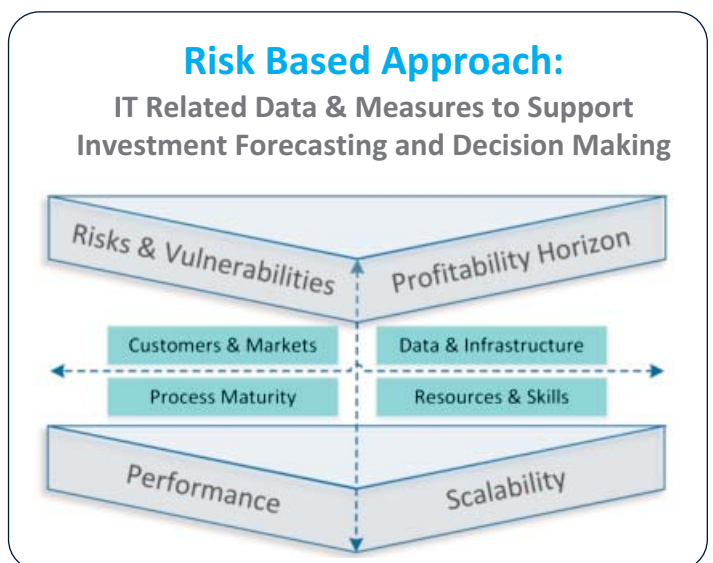 Risk Based Approach:
IT Related Data & Measures to Support
Investment Forecasting and Decision Making
Risks & Vulnerabilities
Profitability Horizon
Customers & Markets
Data & Infrastructure
Process Maturity
Resources & Skills
Performance
Scalability